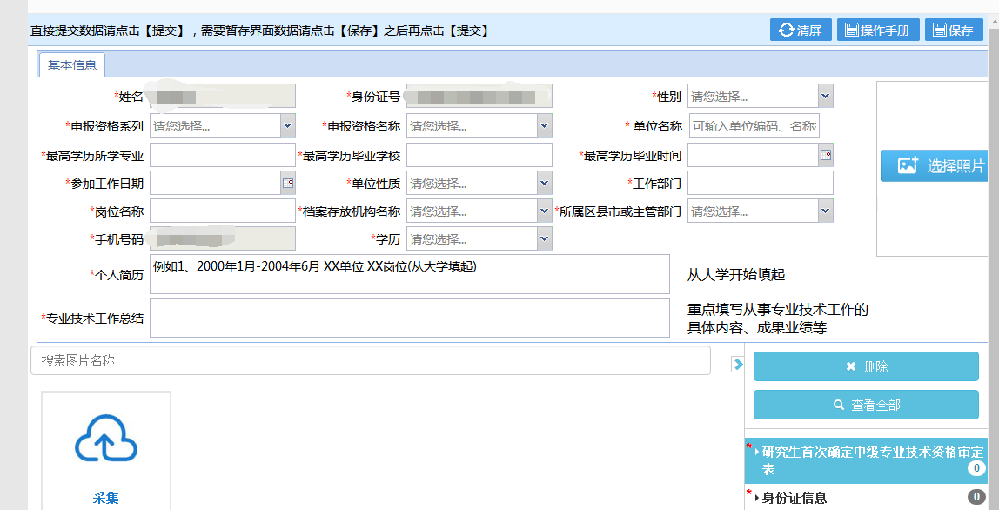 直接提交数据请点击【提交】，需要暂存界面数据请点击【保存】之后再点击【提交】
清屏 操作手册 保存
基本信息
*姓名 *身份证号 *性别 请您选择...
*申报资格系列 请您选择... *申报资格名称 请您选择... * 单位名称 可输入单位编码、名称
*最高学历所学专业 *最高学历毕业学校 *最高学历毕业时间
选择照片
*参加工作日期 *单位性质 请您选择... *工作部门
*岗位名称 *档案存放机构名称 请您选择... *所属区县市或主管部门 请您选择...
*手机号码 *学历 请您选择...
*个人简历 例如1、2000年1月-2004年6月 XX单位 XX岗位(从大学填起) 从大学开始填起
*专业技术工作总结 重点填写从事专业技术工作的
具体内容、成果业绩等
搜索图片名称
删除
查看全部
采集
*研究生首次确定中级专业技术资格审定
表 0
*身份证信息 0